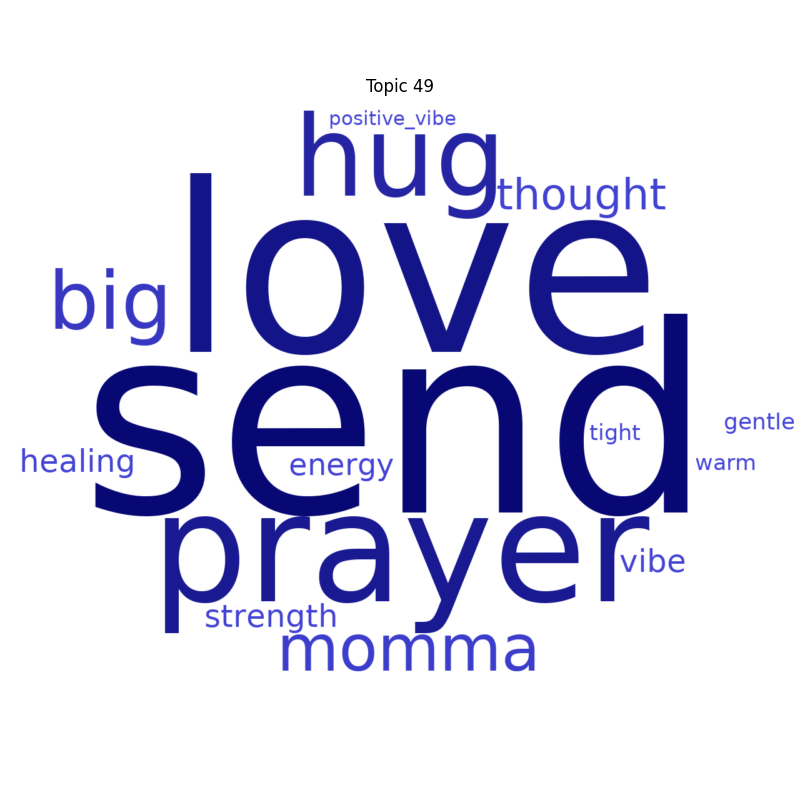 Topic 49
positive_vibe
hug
thought
love
big
send
tight
gentle
healing
energy
warm
prayer
vibe
strength
momma